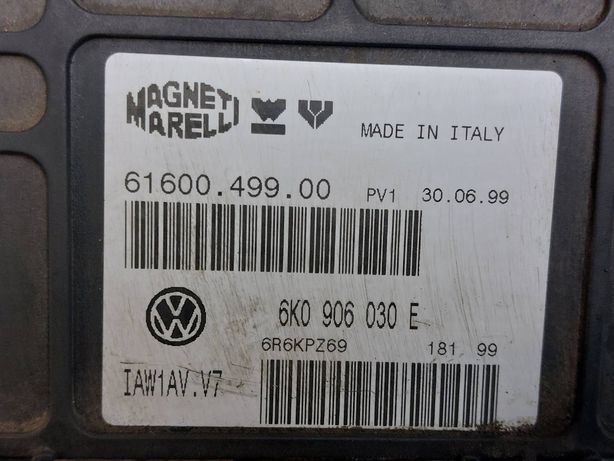 MAGNETI
MARELLI
MADE IN ITALY
61600.499.00 PV1 30.06.99
6K0 906 030 E
6R6KPZ69 181 99
IAW1AV.V7